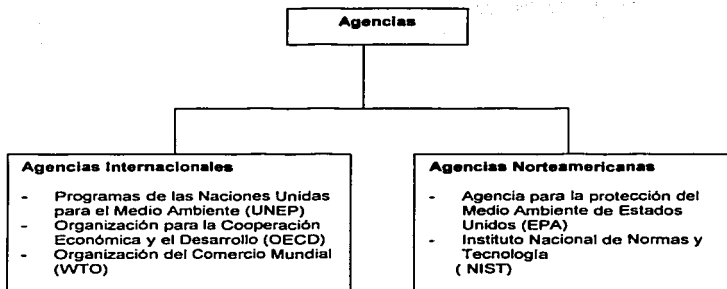 Agencias
Agencias Internacionales
- Programas de las Naciones Unidas
para el Medio Ambiente (UNEP)
- Organización para la Cooperación
Económica y el Desarrollo (OECD)
- Organización del Comercio Mundial
(WTO)
Agencias Norteamericanas
- Agencia para la protección del
Medio Ambiente de Estados
Unidos (EPA)
- Instituto Nacional de Normas y
Tecnología
( NIST)